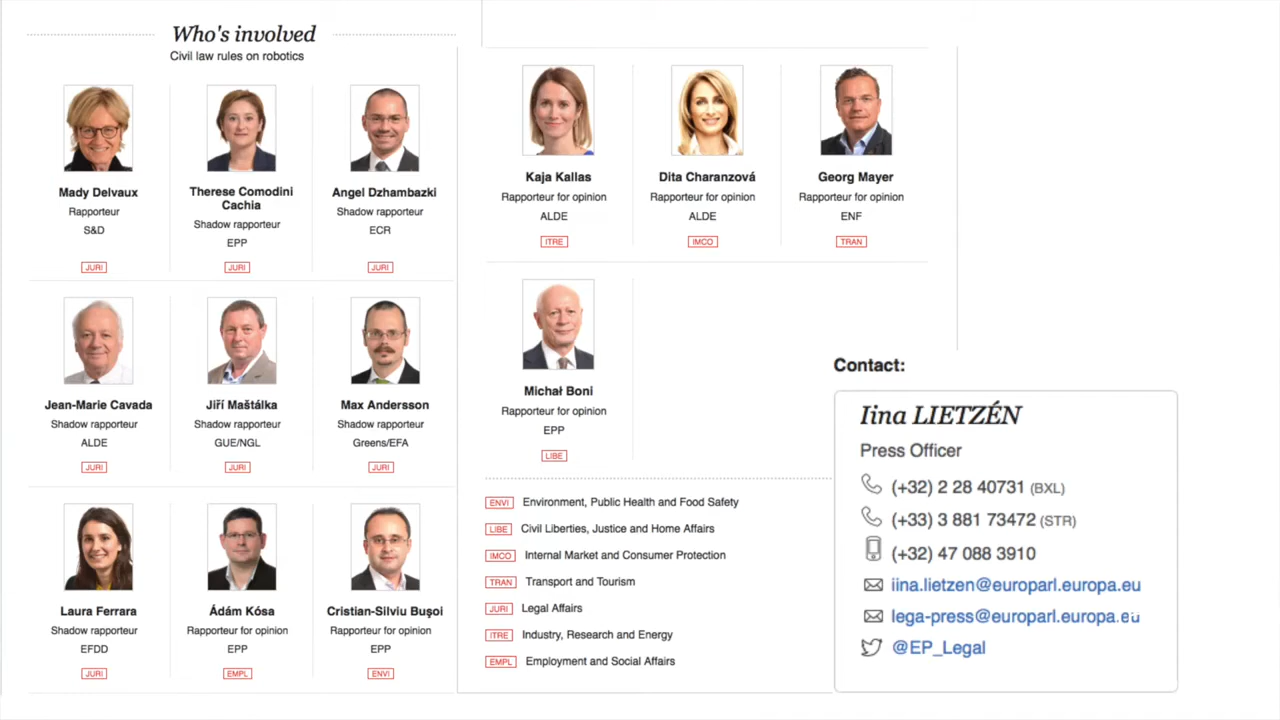 Who's involved
Civil law rules on robotics
Mady Delvaux
Rapporteur
S&D
JURI
Therese Comodini
Cachia
Shadow rapporteur
EPP
JURI
Angel Dzhambazki
Shadow rapporteur
ECR
JURI
Jean-Marie Cavada
Shadow rapporteur
ALDE
JURI
Jiří Maštálka
Shadow rapporteur
GUE/NGL
JURI
Max Andersson
Shadow rapporteur
Greens/EFA
JURI
Laura Ferrara
Shadow rapporteur
EFDD
JURI
Ádám Kósa
Rapporteur for opinion
EPP
EMPL
Cristian-Silviu Buşoi
Rapporteur for opinion
EPP
ENVI
Kaja Kallas
Rapporteur for opinion
ALDE
ITRE
Dita Charanzová
Rapporteur for opinion
ALDE
IMCO
Georg Mayer
Rapporteur for opinion
ENF
TRAN
Michał Boni
Rapporteur for opinion
EPP
LIBE
ENVI Environment, Public Health and Food Safety
LIBE Civil Liberties, Justice and Home Affairs
IMCO Internal Market and Consumer Protection
TRAN Transport and Tourism
JURI Legal Affairs
ITRE Industry, Research and Energy
EMPL Employment and Social Affairs
Contact:
Iina LIETZÉN
Press Officer
(+32) 2 28 40731 (BXL)
(+33) 3 881 73472 (STR)
(+32) 47 088 3910
iina.lietzen@europarl.europa.eu
lega-press@europarl.europa.eu
@EP_Legal